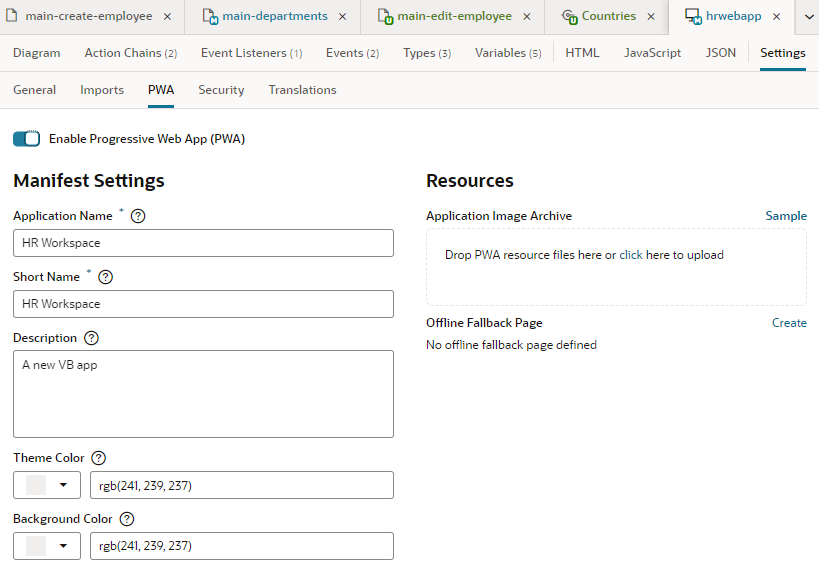 main-create-employee × main-departments × main-edit-employee × Countries × hrwebapp ×
Diagram Action Chains (2) Event Listeners (1) Events (2) Types (3) Variables (5) HTML JavaScript JSON Settings
General Imports PWA Security Translations
Enable Progressive Web App (PWA)
Manifest Settings
Application Name * ?
HR Workspace
Short Name * ?
HR Workspace
Description ?
A new VB app
Theme Color ?
rgb(241, 239, 237)
Background Color ?
rgb(241, 239, 237)
Resources
Application Image Archive Sample
Drop PWA resource files here or click here to upload
Offline Fallback Page Create
No offline fallback page defined